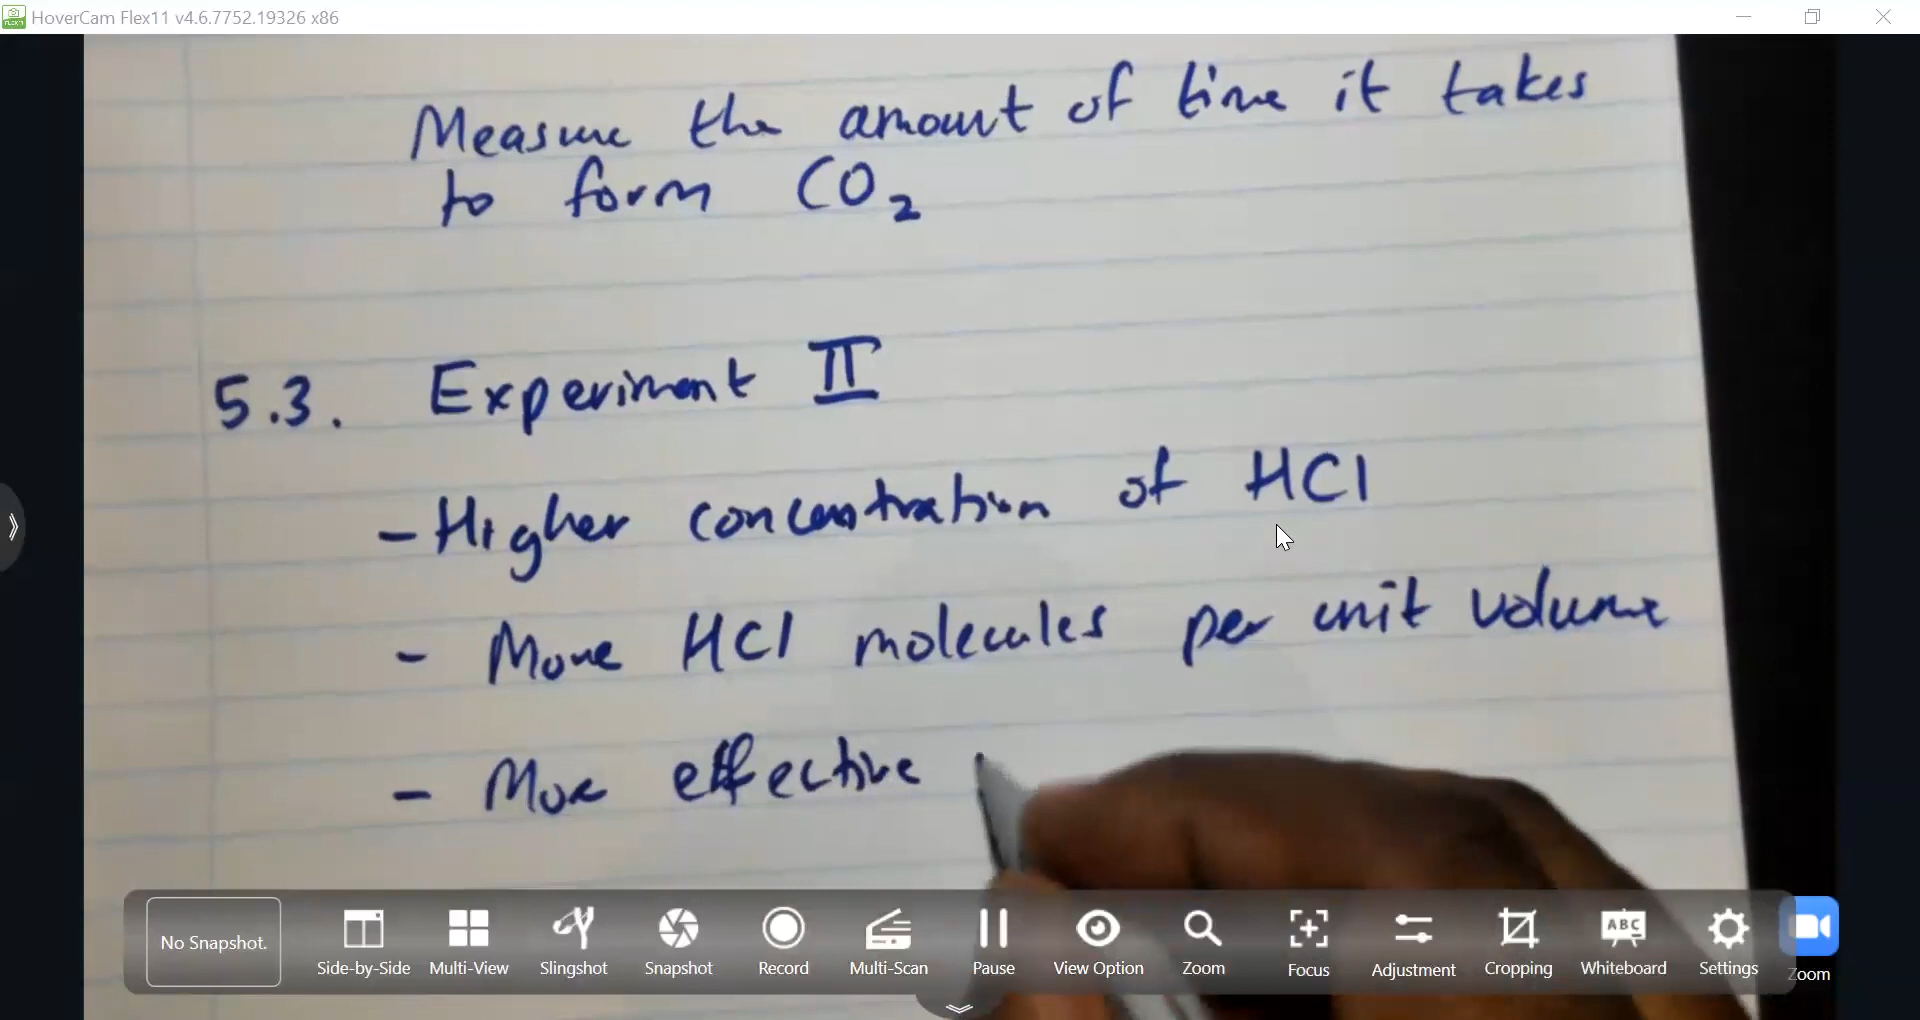 HoverCam Flex11 v4.6.7752.19326 x86
Measure the amount of time it takes
to form CO₂
5.3. Experiment II
- Higher concentration of HCl
- More HCl molecules per unit volume
- More effective
No Snapshot.
Side-by-Side Multi-View Slingshot Snapshot Record Multi-Scan Pause View Option Zoom Focus Adjustment Cropping ABC Whiteboard Settings Zoom